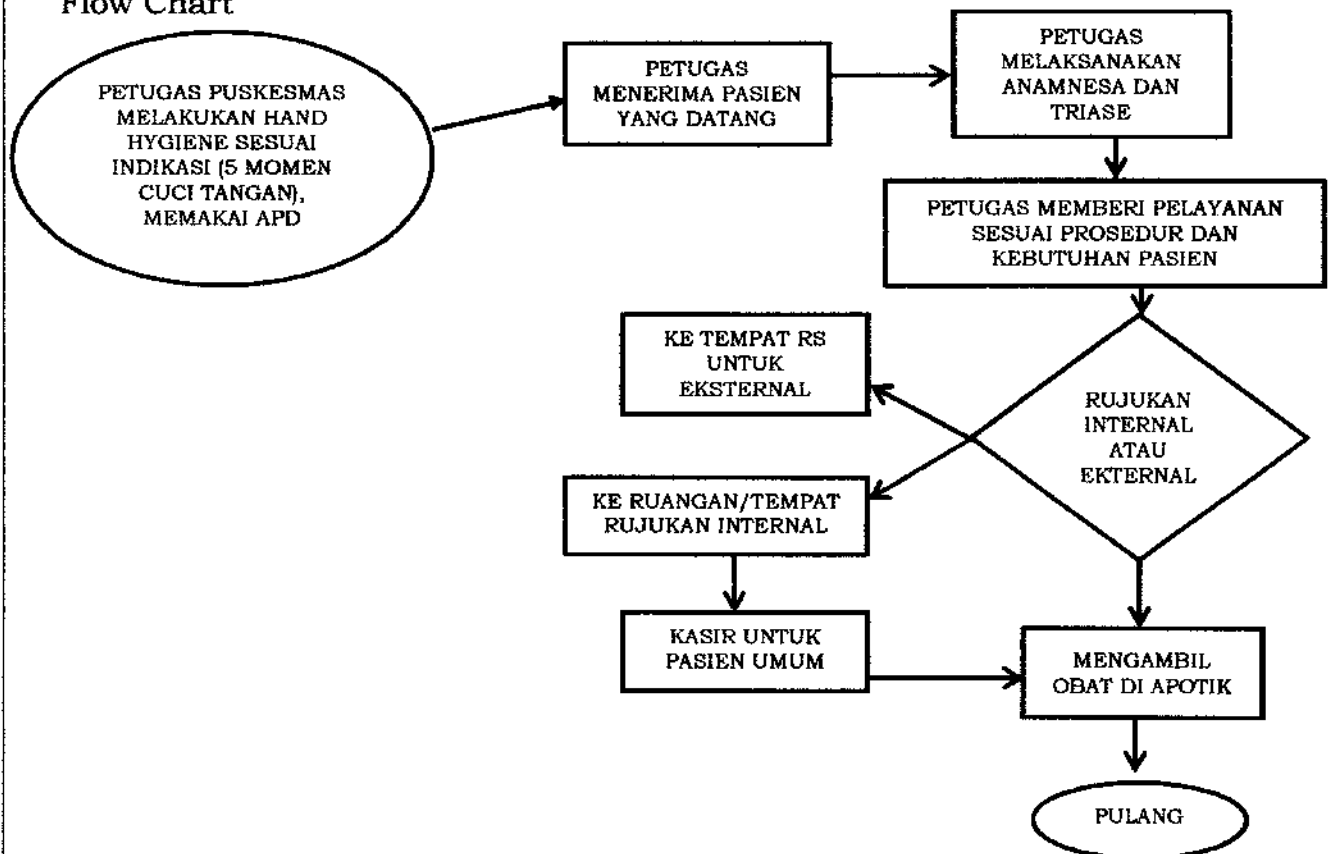 Flow Chart
PETUGAS PUSKESMAS
MELAKUKAN HAND
HYGIENE SESUAI
INDIKASI (5 MOMEN
CUCI TANGAN),
MEMAKAI APD
PETUGAS
MENERIMA PASIEN
YANG DATANG
PETUGAS
MELAKSANAKAN
ANAMNESA DAN
TRIASE
PETUGAS MEMBERI PELAYANAN
SESUAI PROSEDUR DAN
KEBUTUHAN PASIEN
RUJUKAN
INTERNAL
ATAU
EKTERNAL
KE TEMPAT RS
UNTUK
EKSTERNAL
KE RUANGAN/TEMPAT
RUJUKAN INTERNAL
KASIR UNTUK
PASIEN UMUM
MENGAMBIL
OBAT DI APOTIK
PULANG